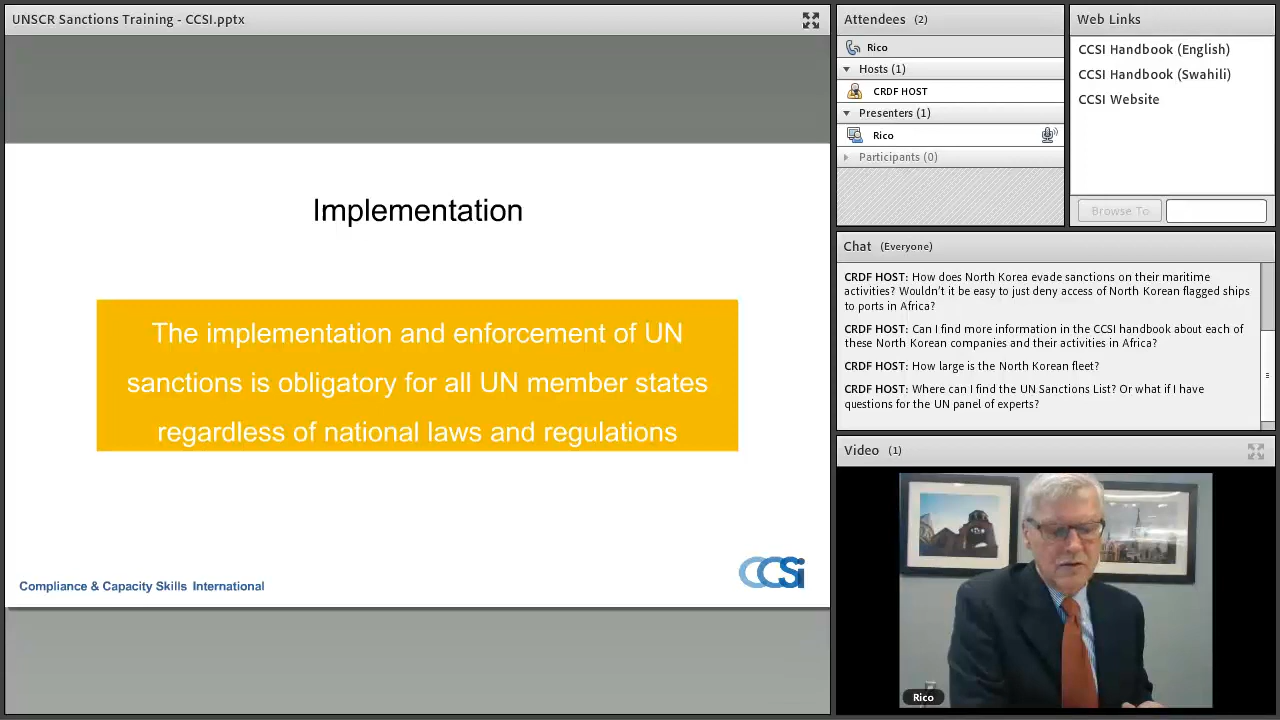 UNSCR Sanctions Training - CCSI.pptx
Implementation
The implementation and enforcement of UN
sanctions is obligatory for all UN member states
regardless of national laws and regulations
Compliance & Capacity Skills International
CCSi
Attendees (2)
Rico
Hosts (1)
CRDF HOST
Presenters (1)
Rico
Participants (0)
Web Links
CCSI Handbook (English)
CCSI Handbook (Swahili)
CCSI Website
Browse To
Chat (Everyone)
CRDF HOST: How does North Korea evade sanctions on their maritime
activities? Wouldn't it be easy to just deny access of North Korean flagged ships
to ports in Africa?
CRDF HOST: Can I find more information in the CCSI handbook about each of
these North Korean companies and their activities in Africa?
CRDF HOST: How large is the North Korean fleet?
CRDF HOST: Where can I find the UN Sanctions List? Or what if I have
questions for the UN panel of experts?
Video (1)
Rico